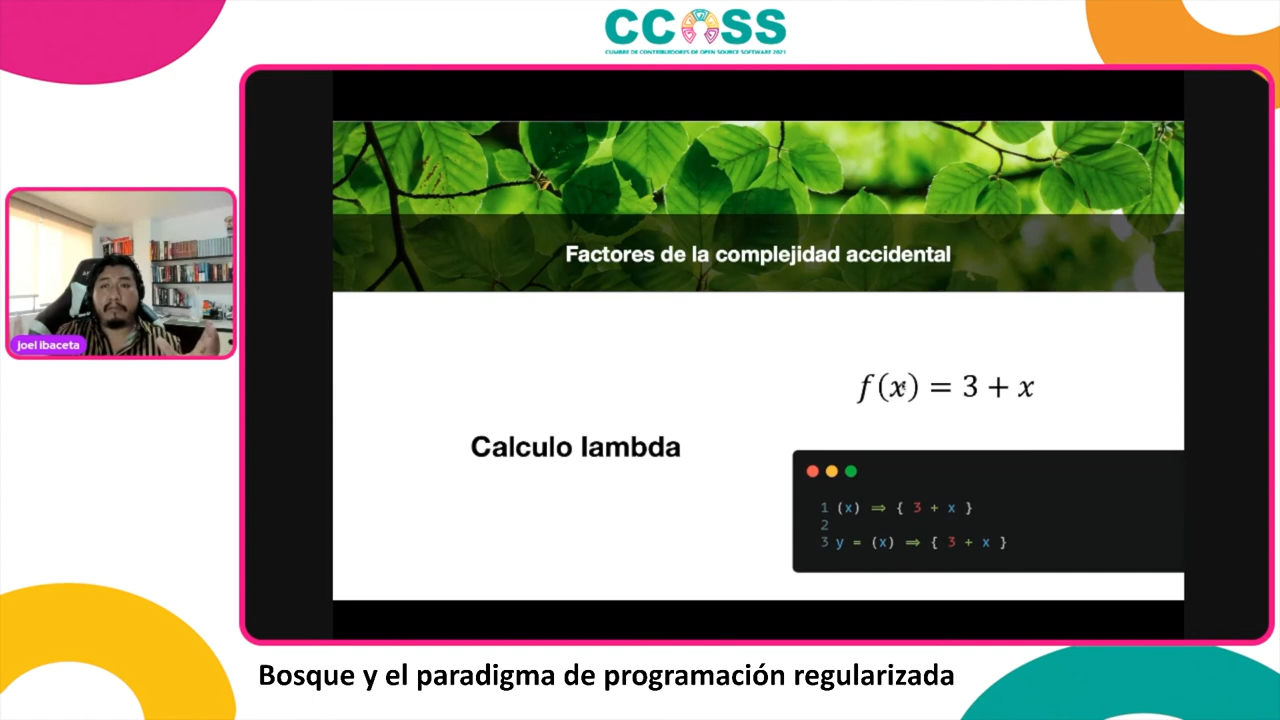 CCOSS
CUMBRE DE CONTRIBUIDORES DE OPEN SOURCE SOFTWARE 2021
Factores de la complejidad accidental
joel ibaceta
f(x) = 3 + x
Calculo lambda
1 (x) ⇒ { 3 + x }
2
3 y = (x) ⇒ { 3 + x }
Bosque y el paradigma de programación regularizada